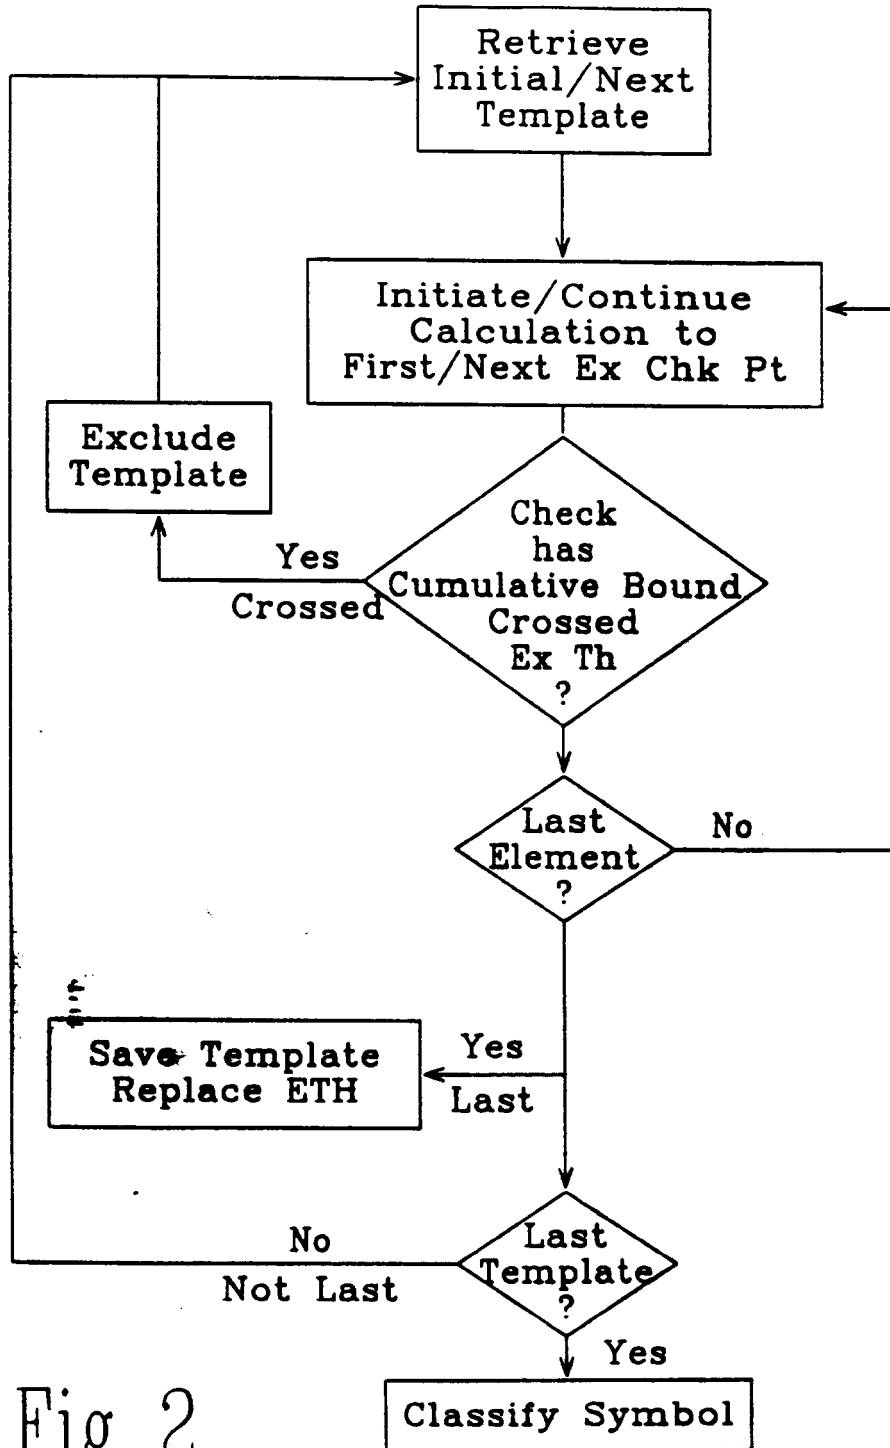 Retrieve
Initial/Next
Template
Initiate/Continue
Calculation to
First/Next Ex Chk Pt
Exclude
Template
Yes
Crossed
Check
has
Cumulative Bound
Crossed
Ex Th
?
Last
Element
?
No
Save Template
Replace ETH
Yes
Last
No
Not Last
Last
Template
?
Yes
Classify Symbol
Fig 2